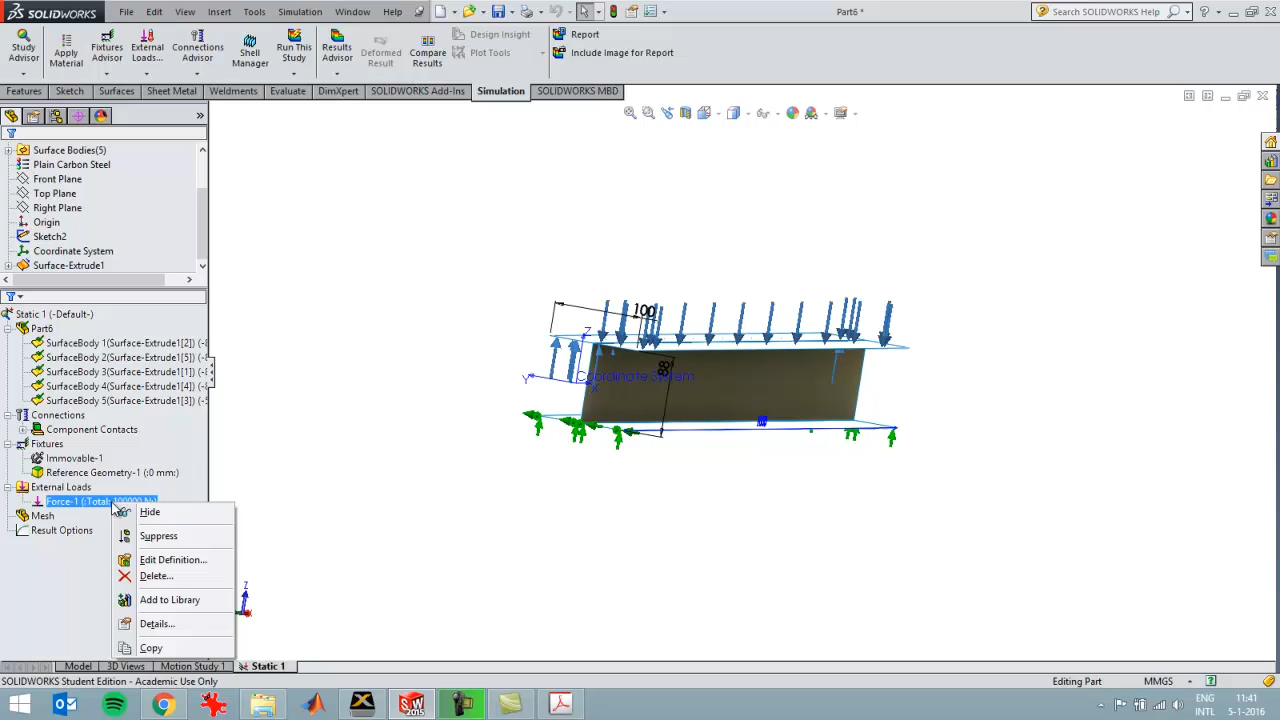 SOLIDWORKS File Edit View Insert Tools Simulation Window Help Part6 * Search SOLIDWORKS Help
Study Advisor
Apply Material
Fixtures Advisor
External Loads...
Connections Advisor
Shell Manager
Run This Study
Results Advisor
Deformed Result
Compare Results
Design Insight
Plot Tools
Report
Include Image for Report
Features Sketch Surfaces Sheet Metal Weldments Evaluate DimXpert SOLIDWORKS Add-Ins Simulation SOLIDWORKS MBD
Surface Bodies(5)
Plain Carbon Steel
Front Plane
Top Plane
Right Plane
Origin
Sketch2
Coordinate System
Surface-Extrude1
Static 1 (-Default-)
Part6
SurfaceBody 1(Surface-Extrude1[2]) (-
SurfaceBody 2(Surface-Extrude1[5]) (-
SurfaceBody 3(Surface-Extrude1[1]) (-
SurfaceBody 4(Surface-Extrude1[4]) (-
SurfaceBody 5(Surface-Extrude1[3]) (-
Connections
Component Contacts
Fixtures
Immovable-1
Reference Geometry-1 (:0 mm:)
External Loads
Force-1 (:Total: 100000 N:)
Mesh
Result Options
Hide
Suppress
Edit Definition...
Delete...
Add to Library
Details...
Copy
100
Z
88
Coordinate System
Y
X
Z
Model 3D Views Motion Study 1 Static 1
SOLIDWORKS Student Edition - Academic Use Only Editing Part MMGS
SW
2015
ENG
INTL
11:41
5-1-2016